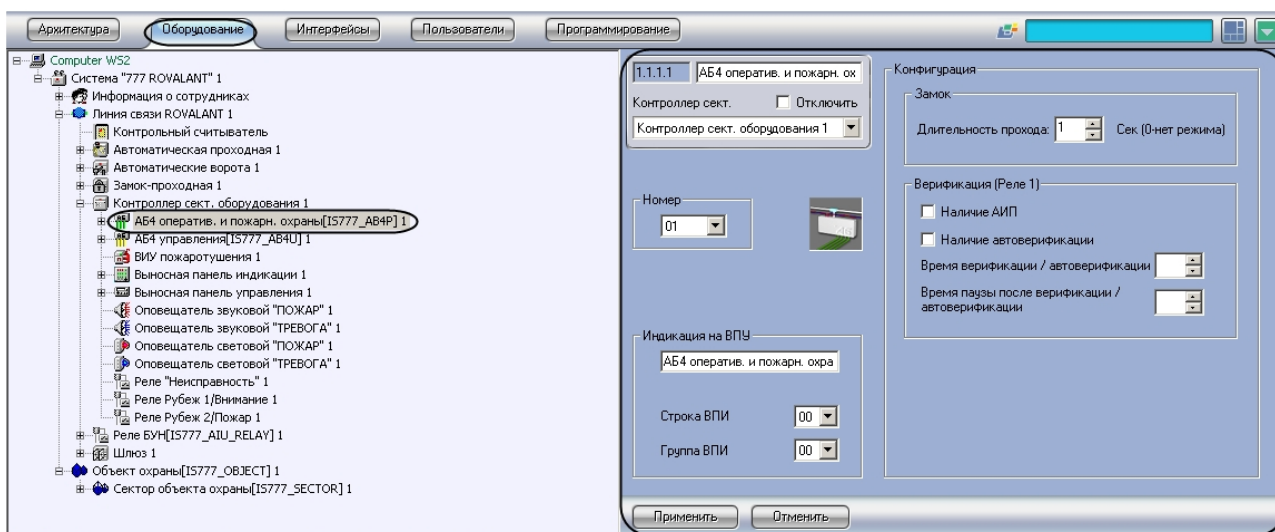 Архитектура Оборудование Интерфейсы Пользователи Программирование
Computer WS2
Система "777 ROVALANT" 1
Информация о сотрудниках
Линия связи ROVALANT 1
Контрольный считыватель
Автоматическая проходная 1
Автоматические ворота 1
Замок-проходная 1
Контроллер сект. оборудования 1
АБ4 оператив. и пожарн. охраны[IS777_AB4P] 1
АБ4 управления[IS777_AB4U] 1
ВИУ пожаротушения 1
Выносная панель индикации 1
Выносная панель управления 1
Оповещатель звуковой "ПОЖАР" 1
Оповещатель звуковой "ТРЕВОГА" 1
Оповещатель световой "ПОЖАР" 1
Оповещатель световой "ТРЕВОГА" 1
Реле "Неисправность" 1
Реле Рубеж 1/Внимание 1
Реле Рубеж 2/Пожар 1
Реле БУН[IS777_AIU_RELAY] 1
Шлюз 1
Объект охраны[IS777_OBJECT] 1
Сектор объекта охраны[IS777_SECTOR] 1
1.1.1.1 АБ4 оператив. и пожарн. ох
Контроллер сект. Отключить
Контроллер сект. оборудования 1
Номер
01
Индикация на ВПУ
АБ4 оператив. и пожарн. охра
Строка ВПИ 00
Группа ВПИ 00
Конфигурация
Замок
Длительность прохода: 1 Сек (0-нет режима)
Верификация (Реле 1)
Наличие АИП
Наличие автоверификации
Время верификации / автоверификации
Время паузы после верификации /
автоверификации
Применить Отменить